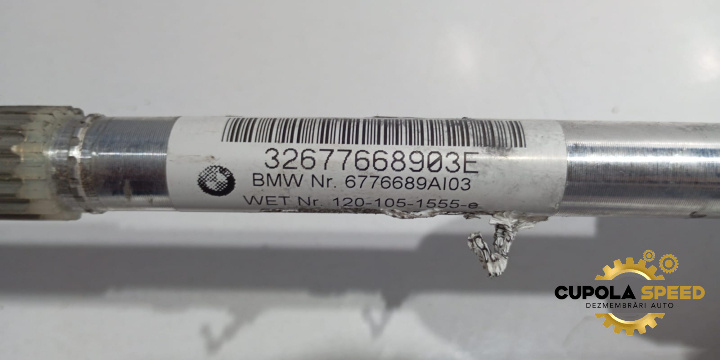 32677668903E
BMW Nr. 6776689AI03
WET Nr. 120-105-1555-e
CUPOLA SPEED
DEZMEMBRĂRI AUTO